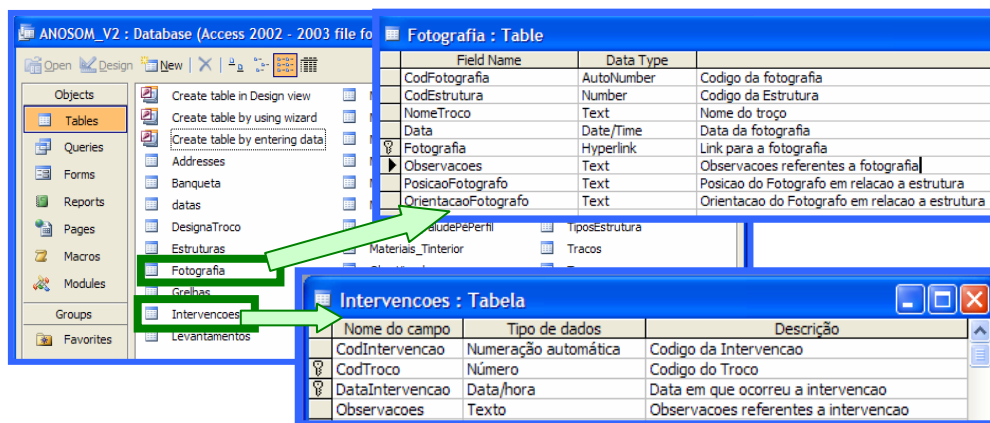 ANOSOM_V2 : Database (Access 2002 - 2003 file fo
Open Design New
Objects
Tables
Queries
Forms
Reports
Pages
Macros
Modules
Groups
Favorites
Create table in Design view
Create table by using wizard
Create table by entering data
Addresses
Banqueta
datas
DesignaTroco
Estruturas
Fotografia
Grelhas
Intervencoes
Levantamentos
TiposEstrutura
Materiais_Tinterior
Tracos
Fotografia : Table
Field Name Data Type
CodFotografia AutoNumber Codigo da fotografia
CodEstrutura Number Codigo da Estrutura
NomeTroco Text Nome do troço
Data Date/Time Data da fotografia
Fotografia Hyperlink Link para a fotografia
Observacoes Text Observacoes referentes a fotografia
PosicaoFotografo Text Posicao do Fotografo em relacao a estrutura
OrientacaoFotografo Text Orientacao do Fotografo em relacao a estrutura
Intervencoes : Tabela
Nome do campo Tipo de dados Descrição
CodIntervencao Numeração automática Codigo da Intervencao
CodTroco Número Codigo do Troco
DataIntervencao Data/hora Data em que ocorreu a intervencao
Observacoes Texto Observacoes referentes a intervencao